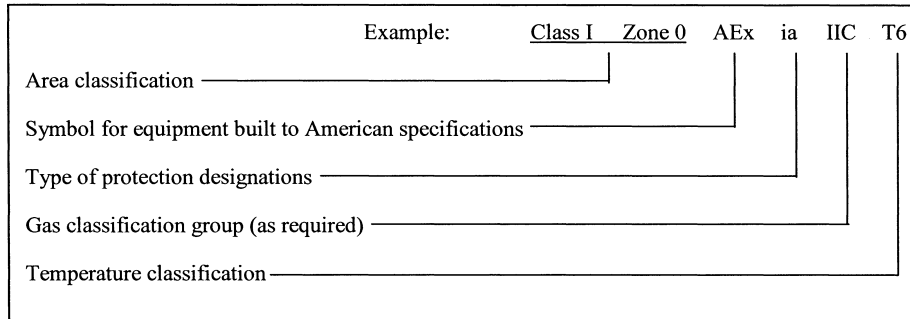 Example: Class I Zone 0 AEx ia IIC T6
Area classification
Symbol for equipment built to American specifications
Type of protection designations
Gas classification group (as required)
Temperature classification